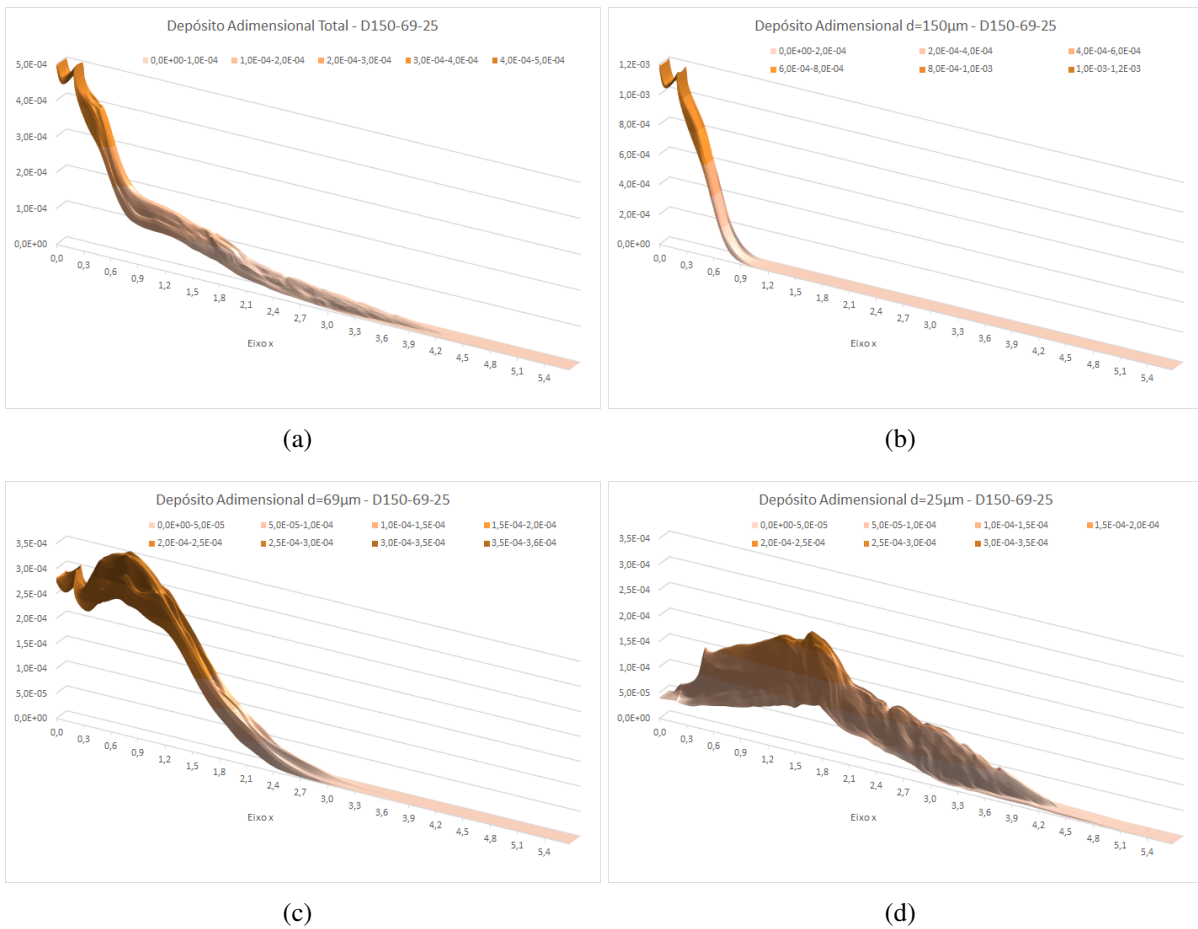 Depósito Adimensional Total - D150-69-25
0,0E+00-1,0E-04 1,0E-04-2,0E-04 2,0E-04-3,0E-04 3,0E-04-4,0E-04 4,0E-04-5,0E-04
5,0E-04
4,0E-04
3,0E-04
2,0E-04
1,0E-04
0,0E+00
0,0 0,3 0,6 0,9 1,2 1,5 1,8 2,1 2,4 2,7 3,0 3,3 3,6 3,9 4,2 4,5 4,8 5,1 5,4
Eixo x
(a)
Depósito Adimensional d=150µm - D150-69-25
0,0E+00-2,0E-04 2,0E-04-4,0E-04 4,0E-04-6,0E-04
6,0E-04-8,0E-04 8,0E-04-1,0E-03 1,0E-03-1,2E-03
1,2E-03
1,0E-03
8,0E-04
6,0E-04
4,0E-04
2,0E-04
0,0E+00
0,0 0,3 0,6 0,9 1,2 1,5 1,8 2,1 2,4 2,7 3,0 3,3 3,6 3,9 4,2 4,5 4,8 5,1 5,4
Eixo x
(b)
Depósito Adimensional d=69µm - D150-69-25
0,0E+00-5,0E-05 5,0E-05-1,0E-04 1,0E-04-1,5E-04 1,5E-04-2,0E-04
2,0E-04-2,5E-04 2,5E-04-3,0E-04 3,0E-04-3,5E-04 3,5E-04-3,6E-04
3,5E-04
3,0E-04
2,5E-04
2,0E-04
1,5E-04
1,0E-04
5,0E-05
0,0E+00
0,0 0,3 0,6 0,9 1,2 1,5 1,8 2,1 2,4 2,7 3,0 3,3 3,6 3,9 4,2 4,5 4,8 5,1 5,4
Eixo x
(c)
Depósito Adimensional d=25µm - D150-69-25
0,0E+00-5,0E-05 5,0E-05-1,0E-04 1,0E-04-1,5E-04 1,5E-04-2,0E-04
2,0E-04-2,5E-04 2,5E-04-3,0E-04 3,0E-04-3,5E-04
3,5E-04
3,0E-04
2,5E-04
2,0E-04
1,5E-04
1,0E-04
5,0E-05
0,0E+00
0,0 0,3 0,6 0,9 1,2 1,5 1,8 2,1 2,4 2,7 3,0 3,3 3,6 3,9 4,2 4,5 4,8 5,1 5,4
Eixo x
(d)